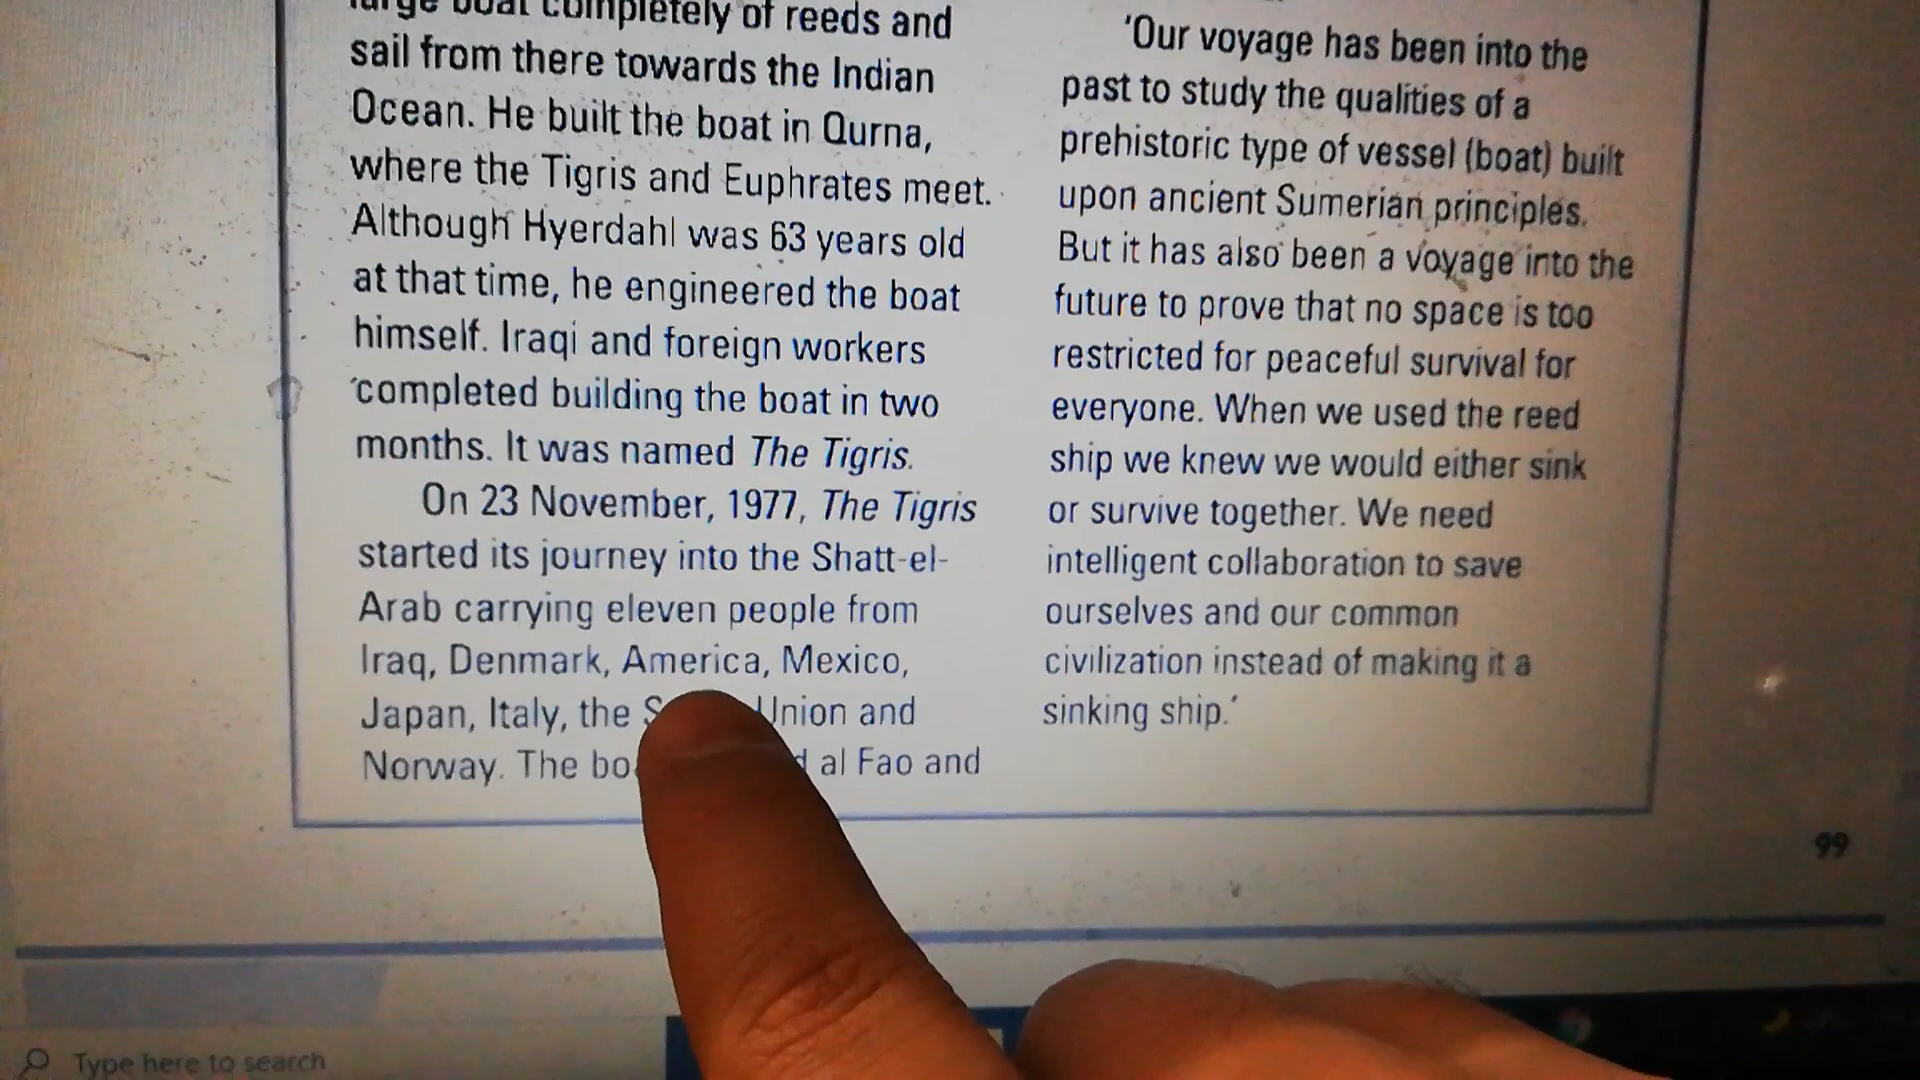 large boat completely of reeds and
sail from there towards the Indian
Ocean. He built the boat in Qurna,
where the Tigris and Euphrates meet.
Although Hyerdahl was 63 years old
at that time, he engineered the boat
himself. Iraqi and foreign workers
completed building the boat in two
months. It was named The Tigris.
On 23 November, 1977, The Tigris
started its journey into the Shatt-el-
Arab carrying eleven people from
Iraq, Denmark, America, Mexico,
Japan, Italy, the Union and
Norway. The al Fao and
'Our voyage has been into the
past to study the qualities of a
prehistoric type of vessel (boat) built
upon ancient Sumerian principles.
But it has also been a voyage into the
future to prove that no space is too
restricted for peaceful survival for
everyone. When we used the reed
ship we knew we would either sink
or survive together. We need
intelligent collaboration to save
ourselves and our common
civilization instead of making it a
sinking ship.'
99
Type here to search